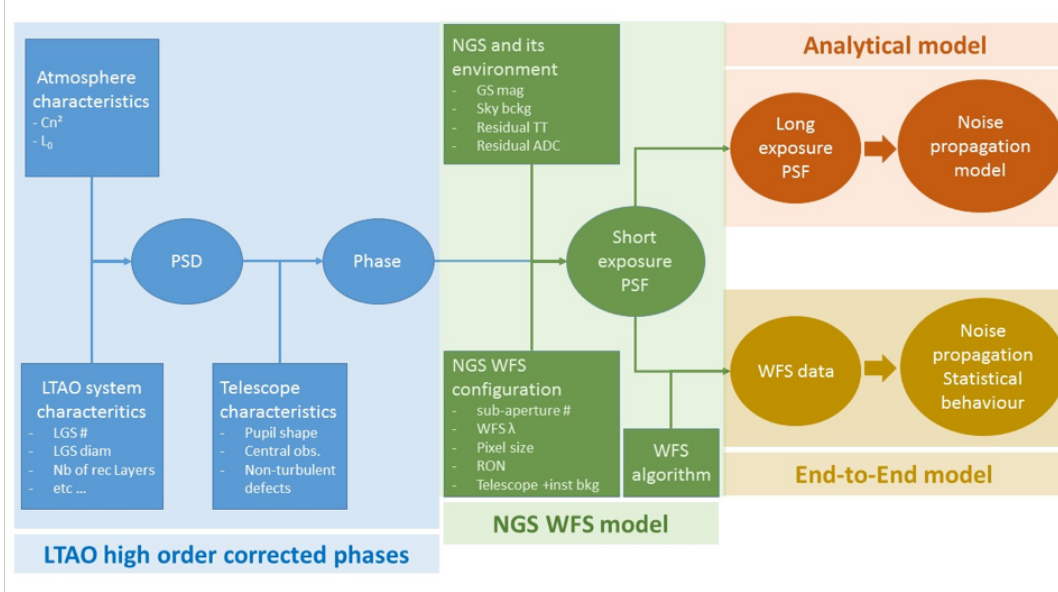 Atmosphere
characteristics
- Cn²
- L₀
PSD
Phase
LTAO system
characteritics
- LGS #
- LGS diam
- Nb of rec Layers
- etc ...
Telescope
characteristics
- Pupil shape
- Central obs.
- Non-turbulent
defects
LTAO high order corrected phases
NGS and its
environment
- GS mag
- Sky bckg
- Residual TT
- Residual ADC
Short
exposure
PSF
NGS WFS
configuration
- sub-aperture #
- WFS λ
- Pixel size
- RON
- Telescope +inst bkg
WFS
algorithm
NGS WFS model
Analytical model
Long
exposure
PSF
Noise
propagation
model
WFS data
Noise
propagation
Statistical
behaviour
End-to-End model